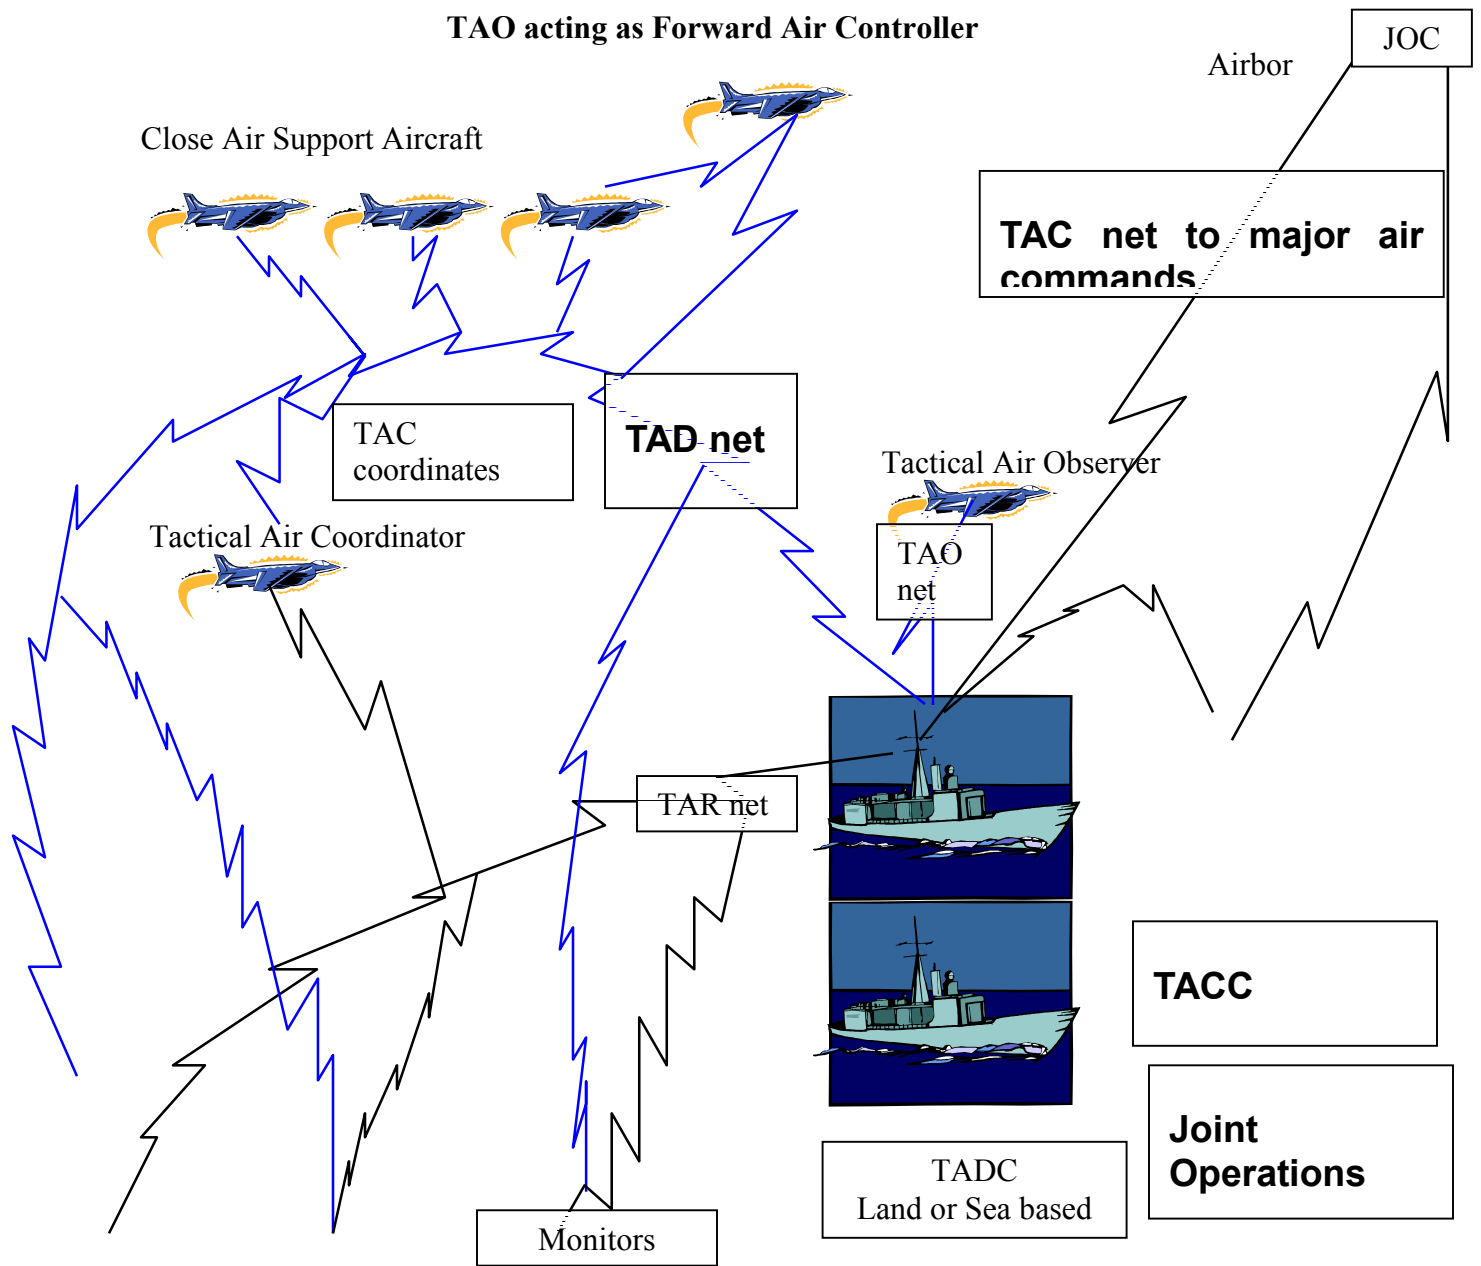 TAO acting as Forward Air Controller
JOC
Airbor
Close Air Support Aircraft
TAC net to major air
commands
TAC
coordinates
TAD net
Tactical Air Observer
Tactical Air Coordinator
TAO
net
TAR net
TACC
Joint
Operations
TADC
Land or Sea based
Monitors